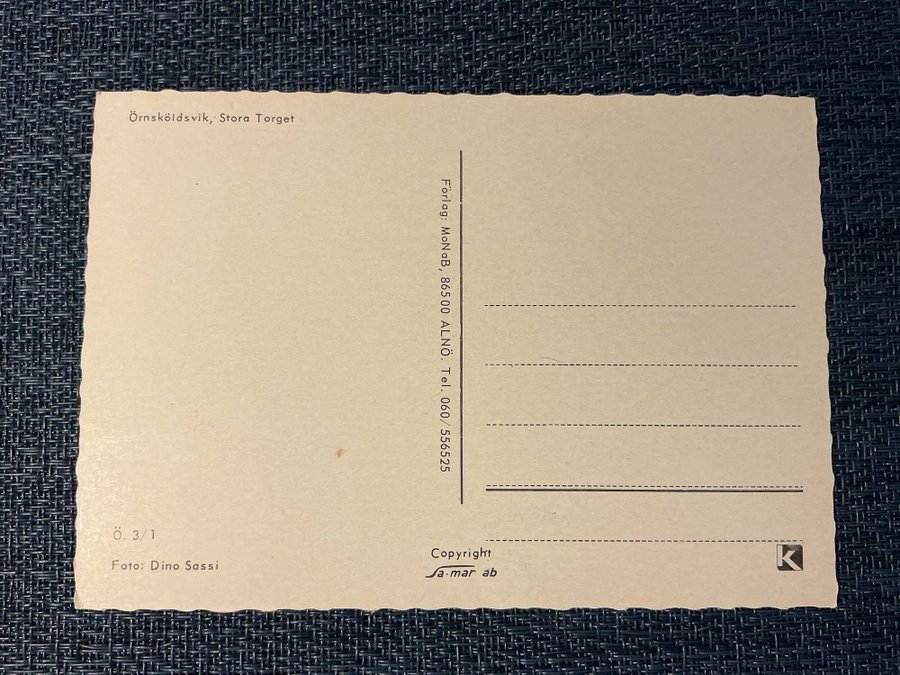 Örnsköldsvik, Stora Torget
Förlag: MoNaB, 86500 ALNÖ. Tel. 060/556525
Ö. 3/1
Foto: Dino Sassi
Copyright
Sa-mar ab
K